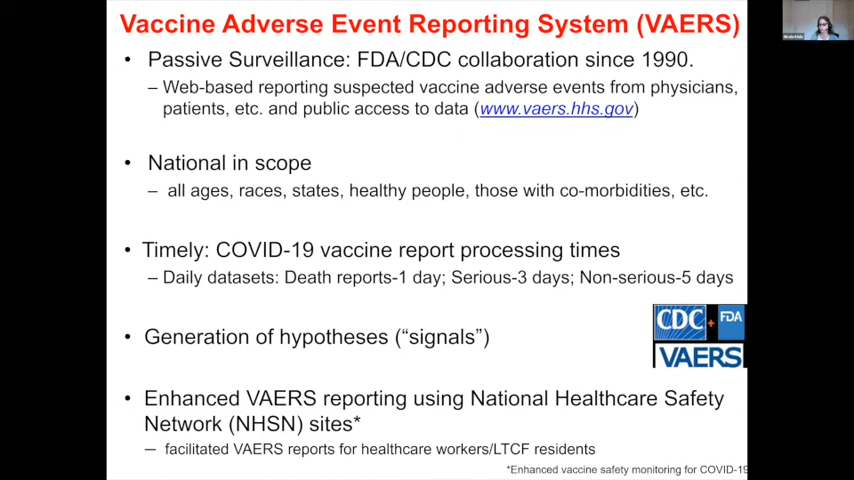 Vaccine Adverse Event Reporting System (VAERS)
• Passive Surveillance: FDA/CDC collaboration since 1990.
– Web-based reporting suspected vaccine adverse events from physicians,
patients, etc. and public access to data (www.vaers.hhs.gov)
• National in scope
– all ages, races, states, healthy people, those with co-morbidities, etc.
• Timely: COVID-19 vaccine report processing times
– Daily datasets: Death reports-1 day; Serious-3 days; Non-serious-5 days
CDC + FDA
VAERS
• Generation of hypotheses (“signals”)
• Enhanced VAERS reporting using National Healthcare Safety
Network (NHSN) sites*
– facilitated VAERS reports for healthcare workers/LTCF residents
*Enhanced vaccine safety monitoring for COVID-19